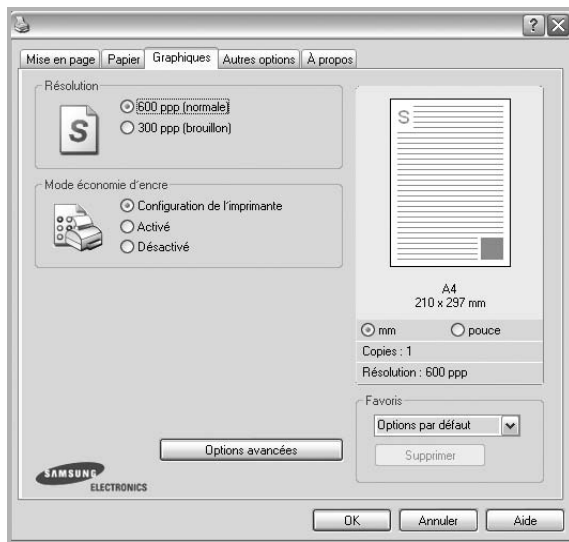 ?
X
Mise en page
Papier
Graphiques
Autres options
À propos
Résolution
S
600 ppp (normale)
300 ppp (brouillon)
Mode économie d'encre
Configuration de l'imprimante
Activé
Désactivé
Options avancées
SAMSUNG
ELECTRONICS
S
A4
210 x 297 mm
mm
pouce
Copies : 1
Résolution : 600 ppp
Favoris
Options par défaut
Supprimer
OK
Annuler
Aide